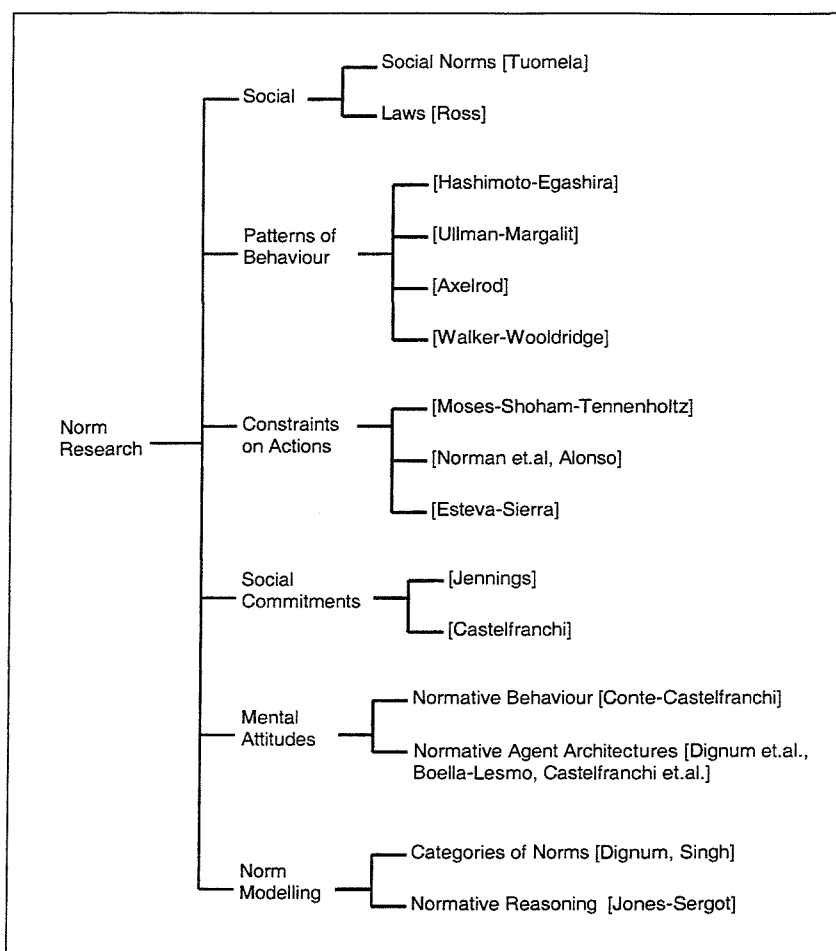 Social Norms [Tuomela]
Social
Laws [Ross]
[Hashimoto-Egashira]
Patterns of
Behaviour
[Ullman-Margalit]
[Axelrod]
[Walker-Wooldridge]
Norm
Research
Constraints
on Actions
[Moses-Shoham-Tennenholtz]
[Norman et.al, Alonso]
[Esteva-Sierra]
Social
Commitments
[Jennings]
[Castelfranchi]
Mental
Attitudes
Normative Behaviour [Conte-Castelfranchi]
Normative Agent Architectures [Dignum et.al.,
Boella-Lesmo, Castelfranchi et.al.]
Norm
Modelling
Categories of Norms [Dignum, Singh]
Normative Reasoning [Jones-Sergot]